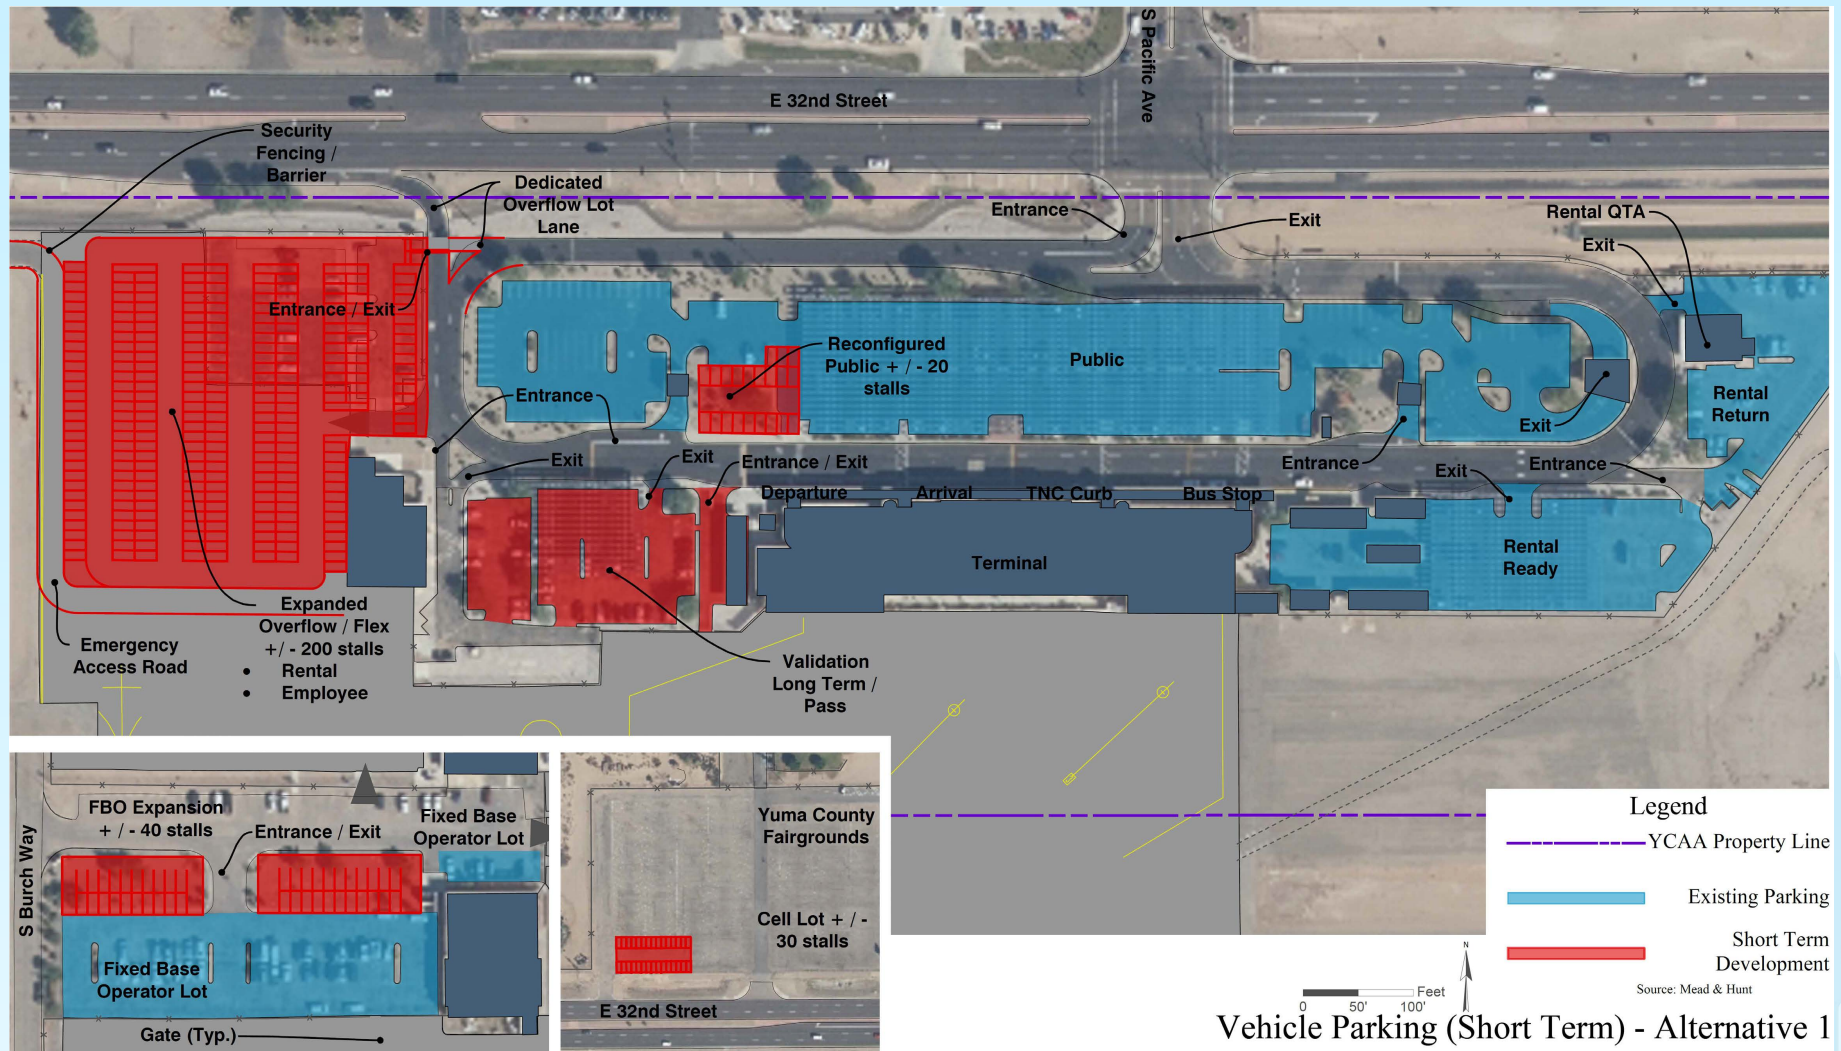 S Pacific Ave
E 32nd Street
Security
Fencing /
Barrier
Dedicated
Overflow Lot
Lane
Entrance
Exit
Rental QTA
Exit
Entrance / Exit
Reconfigured
Public + / - 20
stalls
Public
Rental
Return
Entrance
Exit
Exit
Exit
Entrance / Exit
Entrance
Exit
Entrance
Departure
Arrival
TNC Curb
Bus Stop
Terminal
Rental
Ready
Expanded
Overflow / Flex
+ / - 200 stalls
• Rental
• Employee
Emergency
Access Road
Validation
Long Term /
Pass
FBO Expansion
+ / - 40 stalls
Entrance / Exit
Fixed Base
Operator Lot
S Burch Way
Fixed Base
Operator Lot
Gate (Typ.)
Yuma County
Fairgrounds
Cell Lot + / -
30 stalls
E 32nd Street
Legend
YCAA Property Line
Existing Parking
Short Term
Development
Source: Mead & Hunt
N
Feet
0 50' 100'
Vehicle Parking (Short Term) - Alternative 1